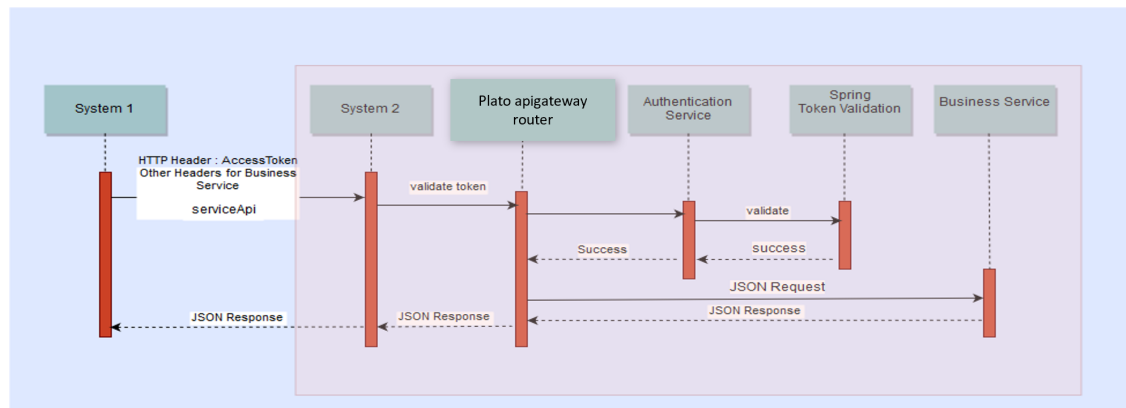 System 1
System 2
Plato apigateway
router
Authentication
Service
Spring
Token Validation
Business Service
HTTP Header : AccessToken
Other Headers for Business
Service
serviceApi
validate token
validate
Success
success
JSON Request
JSON Response
JSON Response
JSON Response